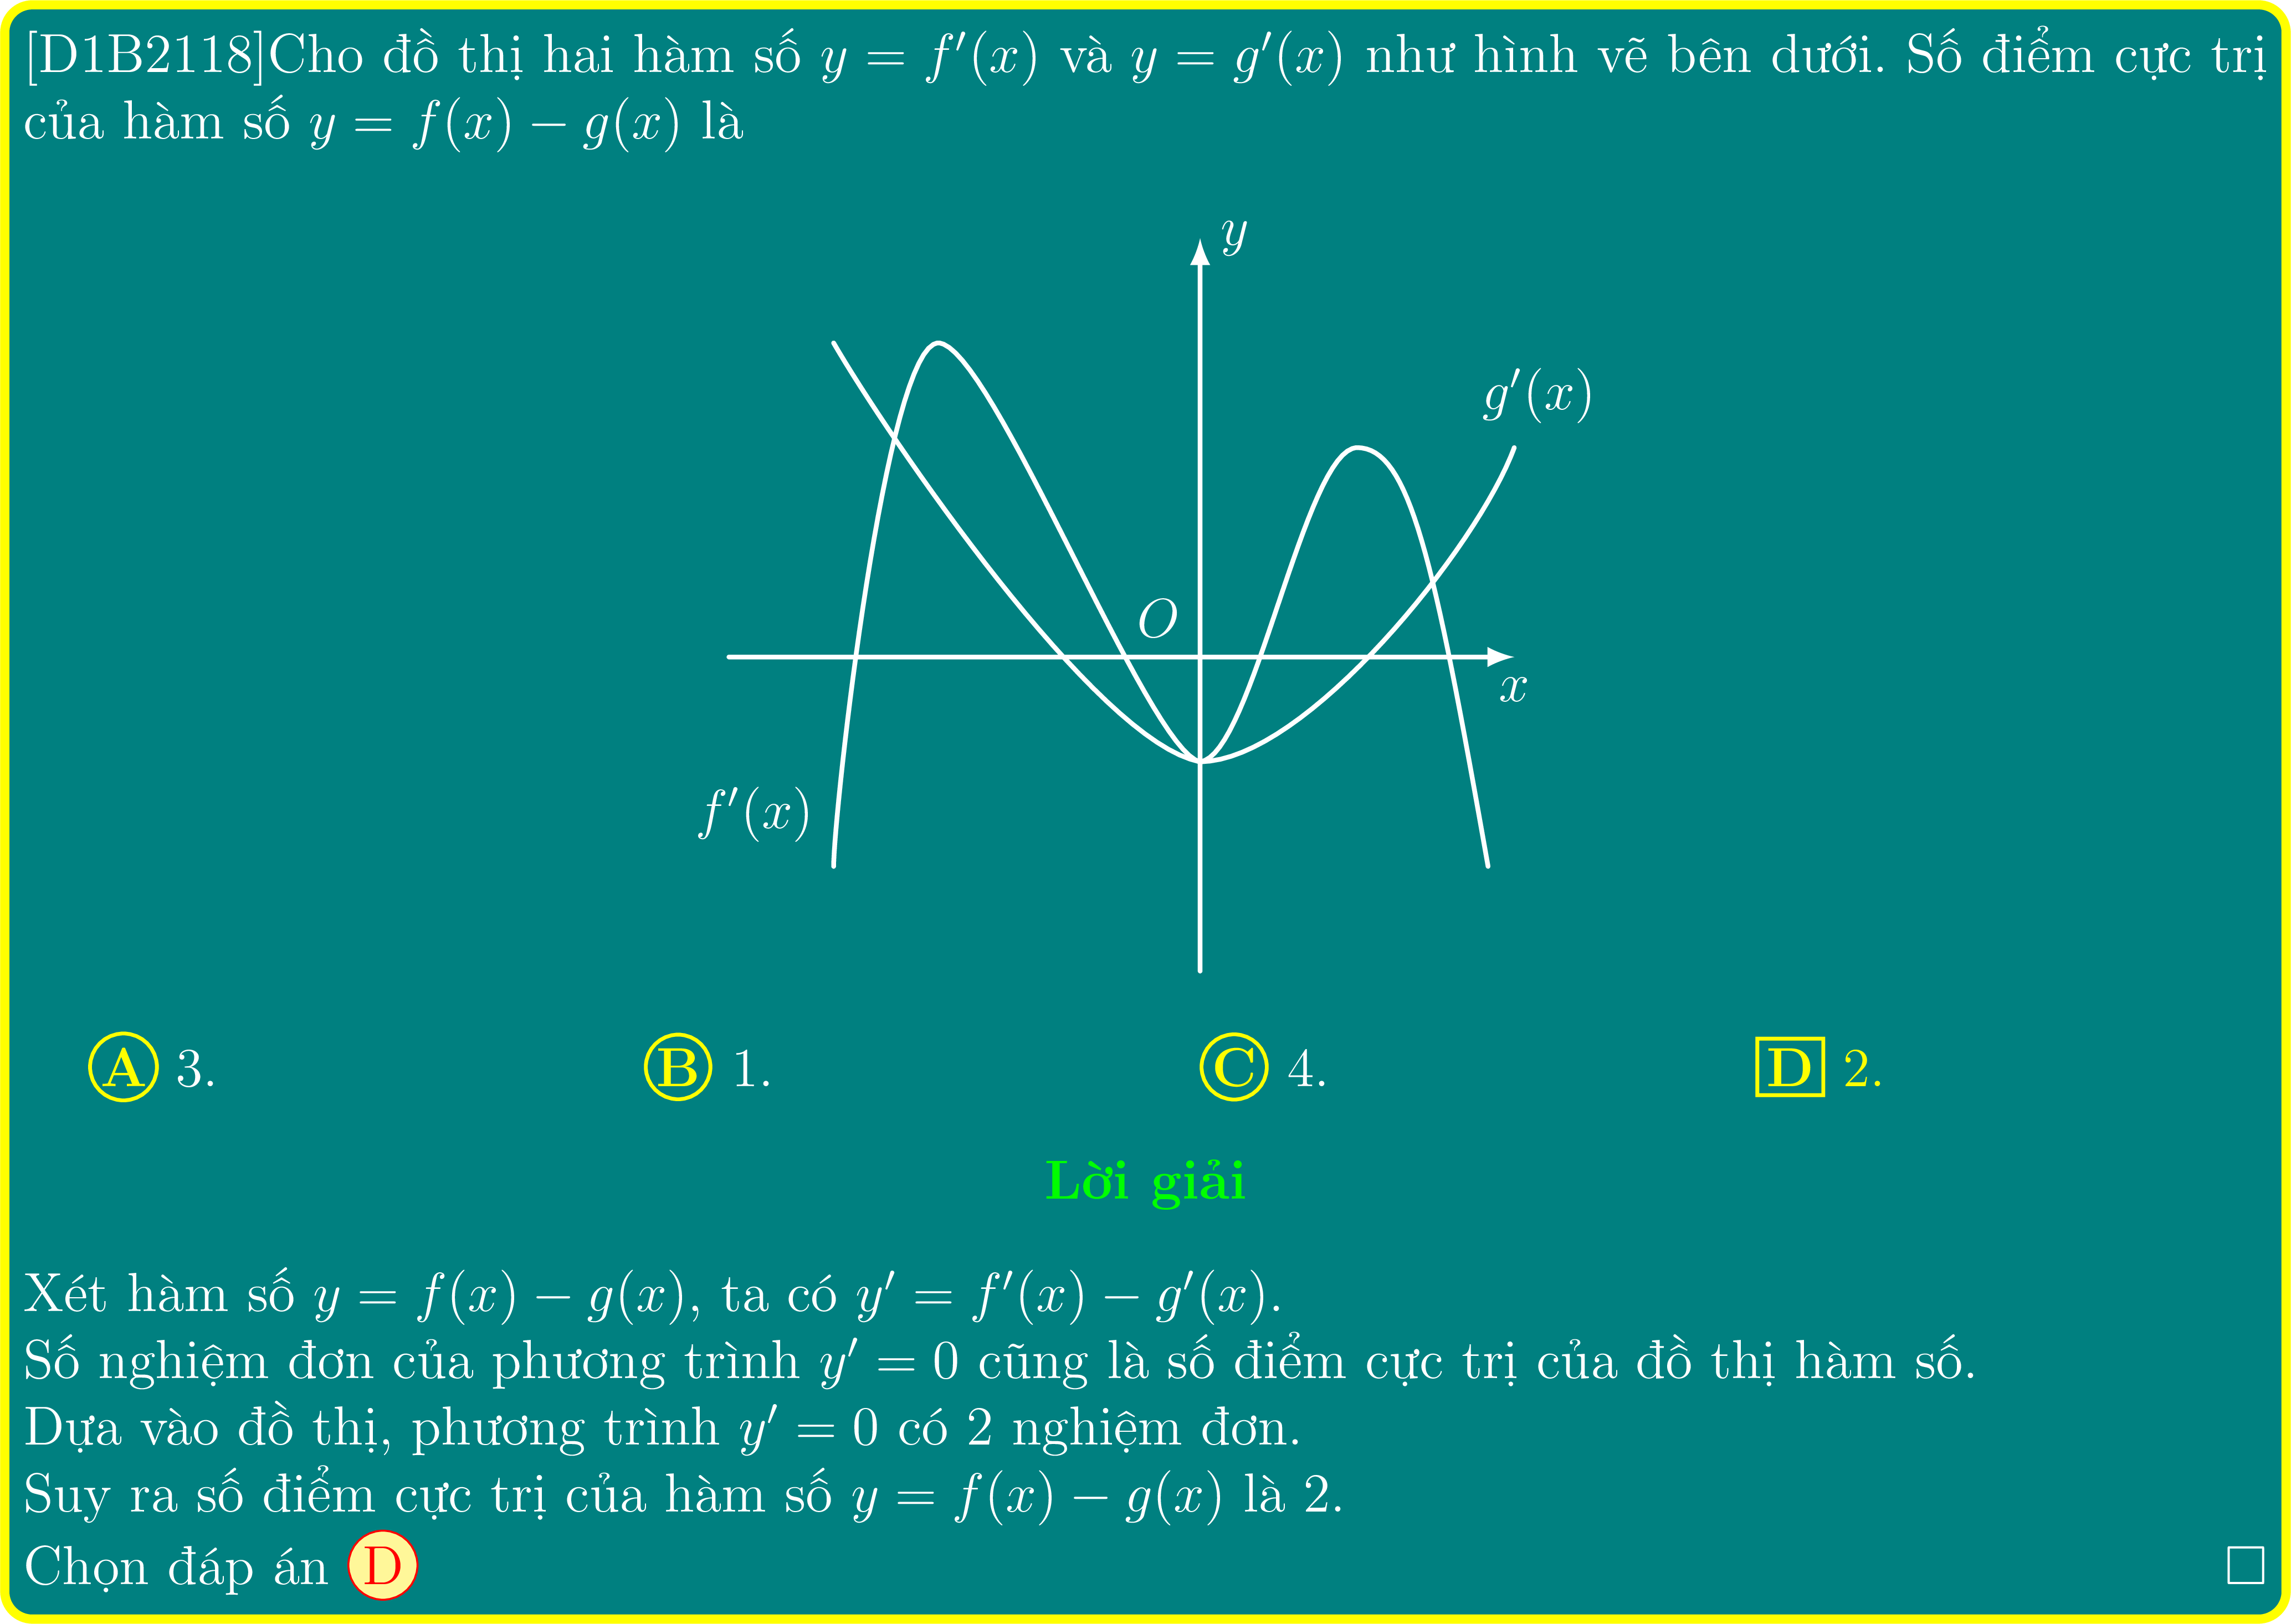 [D1B2118]Cho đồ thị hai hàm số y = f′(x) và y = g′(x) như hình vẽ bên dưới. Số điểm cực trị
của hàm số y = f(x) − g(x) là
y
g′(x)
O
x
f′(x)
A 3. B 1. C 4. D 2.
Lời giải
Xét hàm số y = f(x) − g(x), ta có y′ = f′(x) − g′(x).
Số nghiệm đơn của phương trình y′ = 0 cũng là số điểm cực trị của đồ thị hàm số.
Dựa vào đồ thị, phương trình y′ = 0 có 2 nghiệm đơn.
Suy ra số điểm cực trị của hàm số y = f(x) − g(x) là 2.
Chọn đáp án D □